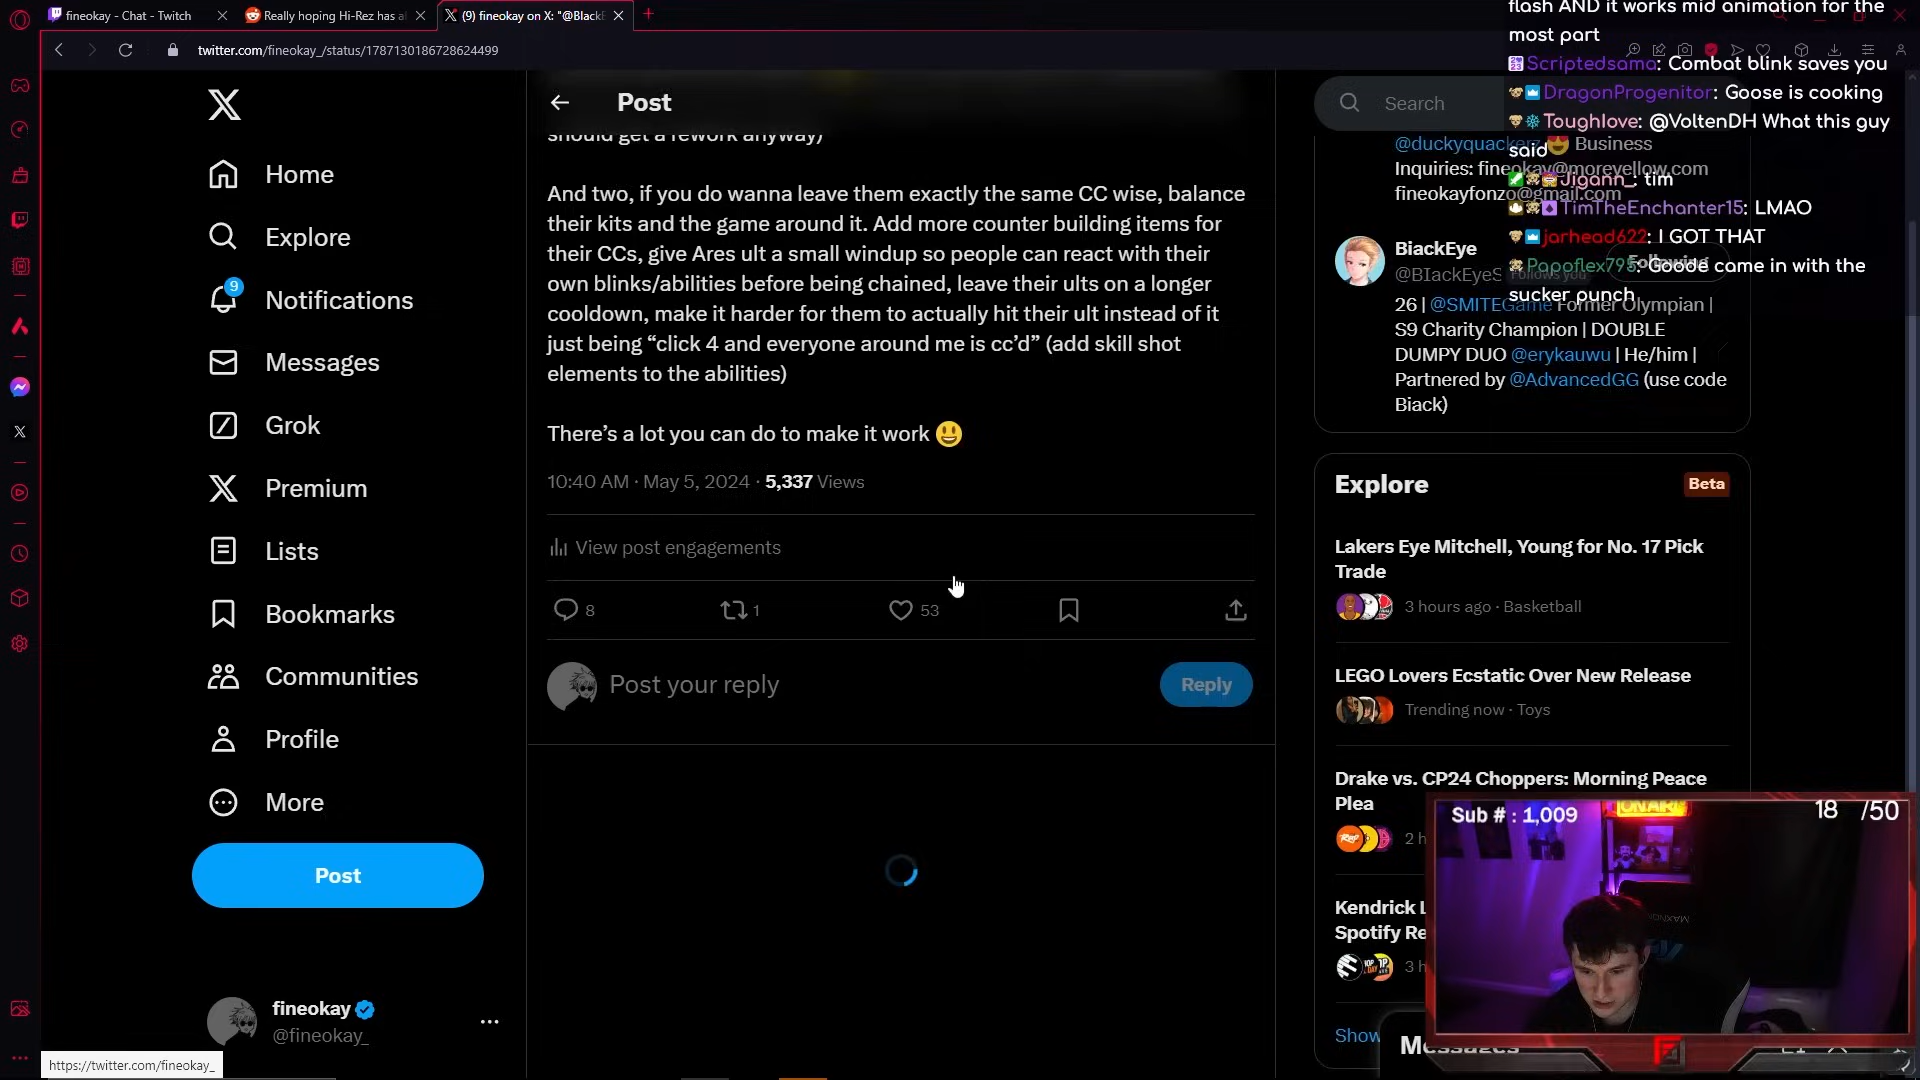 fineokay - Chat - Twitch
Really hoping Hi-Rez has a
(9) fineokay on X: "@BlackE
twitter.com/fineokay_/status/1787130186728624499
Home
Explore
9
Notifications
Messages
Grok
Premium
Lists
Bookmarks
Communities
Profile
More
Post
fineokay
@fineokay_
https://twitter.com/fineokay_
Post
should get a rework anyway)
And two, if you do wanna leave them exactly the same CC wise, balance
their kits and the game around it. Add more counter building items for
their CCs, give Ares ult a small windup so people can react with their
own blinks/abilities before being chained, leave their ults on a longer
cooldown, make it harder for them to actually hit their ult instead of it
just being “click 4 and everyone around me is cc’d” (add skill shot
elements to the abilities)
There’s a lot you can do to make it work 😃
10:40 AM · May 5, 2024 · 5,337 Views
View post engagements
8
1
53
Post your reply
Reply
flash AND it works mid animation for the
most part
Scriptedsama: Combat blink saves you
DragonProgenitor: Goose is cooking
Toughlove: @VoltenDH What this guy
said
Jigann_: tim
TimTheEnchanter15: LMAO
jarhead622: I GOT THAT
Papoflex795: Goode came in with the
sucker punch
Search
Business
Inquiries: fineokay@moreyellow.com
fineokayfonzo@gmail.com
BiackEye
@BIackEyeS
Follows you
Following
26 | @SMITEGame Former Olympian |
S9 Charity Champion | DOUBLE
DUMPY DUO @erykauwu | He/him |
Partnered by @AdvancedGG (use code
Biack)
Explore
Beta
Lakers Eye Mitchell, Young for No. 17 Pick
Trade
3 hours ago · Basketball
LEGO Lovers Ecstatic Over New Release
Trending now · Toys
Drake vs. CP24 Choppers: Morning Peace
Plea
2 h
Kendrick L
Spotify Re
3 h
Show
Messages
Sub # : 1,009
18 /50
ON AIR